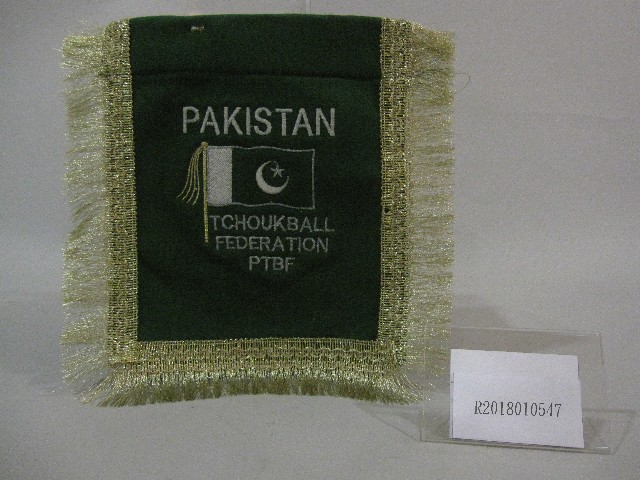 PAKISTAN
TCHOUKBALL
FEDERATION
PTBF
R2018010547